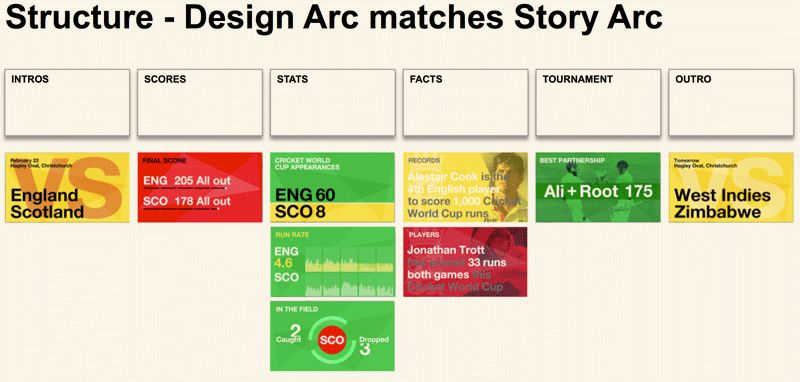 Structure - Design Arc matches Story Arc
INTROS
SCORES
STATS
FACTS
TOURNAMENT
OUTRO
February 22
Hagley Oval, Christchurch
VS
England
Scotland
FINAL SCORE
ENG 205 All out
SCO 178 All out
CRICKET WORLD
CUP APPEARANCES
ENG 60
SCO 8
RECORDS
Alastair Cook is the
4th English player
to score 1,000 Cricket
World Cup runs
BEST PARTNERSHIP
Ali + Root 175
Tomorrow
Hagley Oval, Christchurch
VS
West Indies
Zimbabwe
RUN RATE
ENG
4.6
SCO
PLAYERS
Jonathan Trott
has scored 33 runs
both games this
Cricket World Cup
IN THE FIELD
2
Caught
SCO
Dropped
3